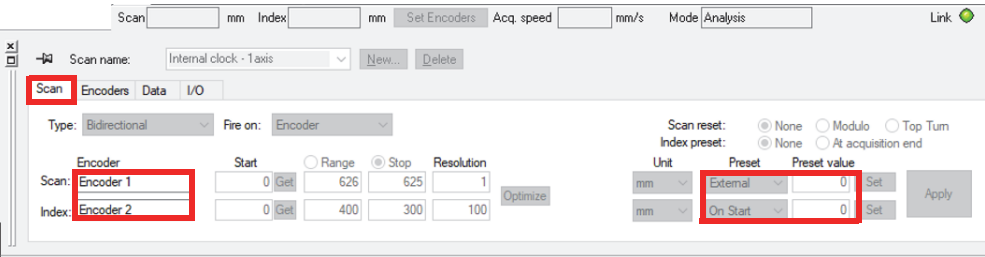 Scan mm Index mm Set Encoders Acq. speed mm/s Mode Analysis Link
Scan name: Internal clock - 1axis New... Delete
Scan Encoders Data I/O
Type: Bidirectional Fire on: Encoder Scan reset: None Modulo Top Turn
Index preset: None At acquisition end
Encoder Start Range Stop Resolution Unit Preset Preset value
Scan: Encoder 1 0 Get 626 625 1 Optimize mm External 0 Set Apply
Index: Encoder 2 0 Get 400 300 100 mm On Start 0 Set